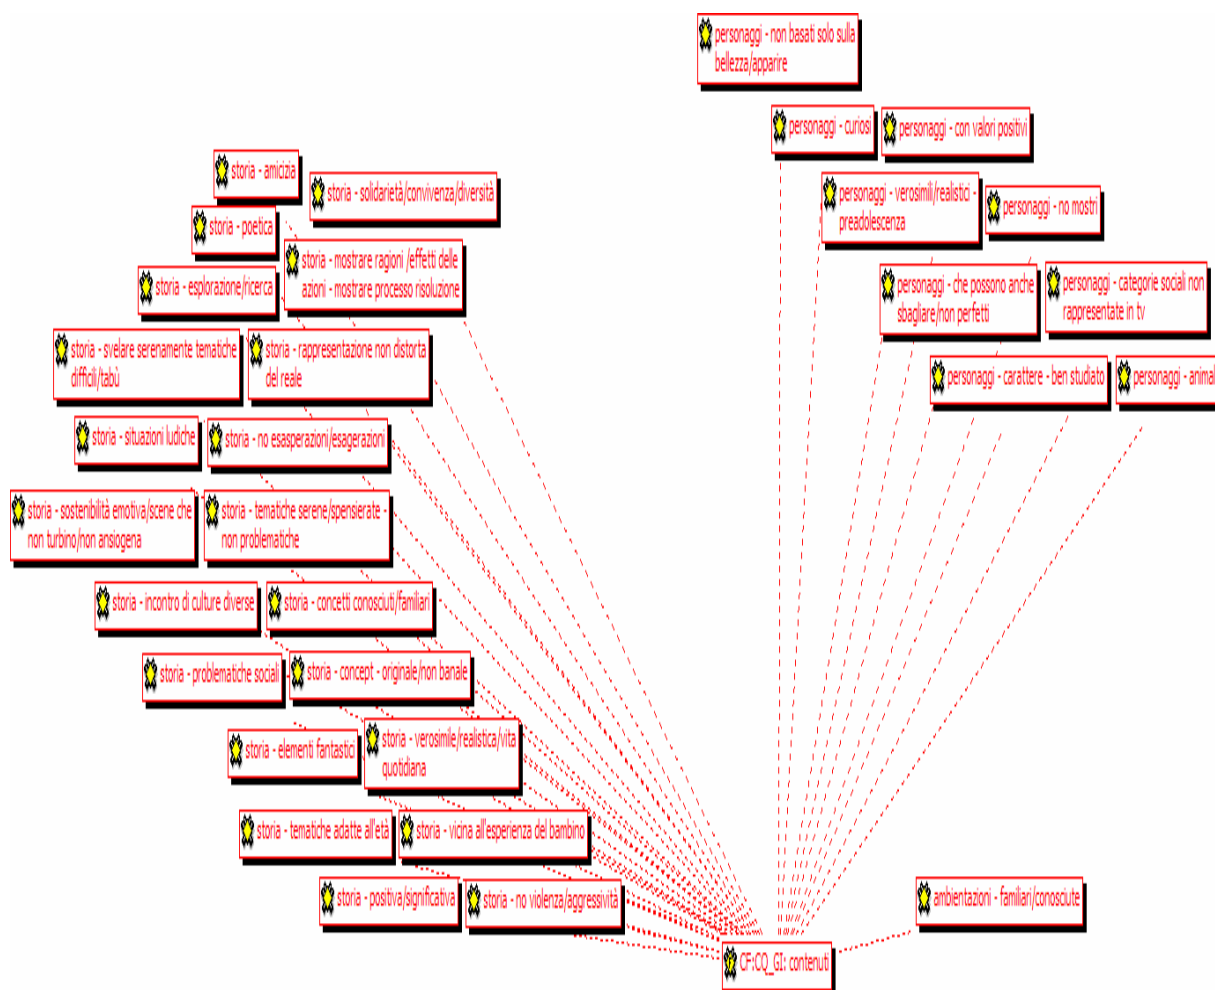 personaggi - non basati solo sulla
bellezza/apparire
personaggi - curiosi
personaggi - con valori positivi
storia - amicizia
storia - solidarietà/convivenza/diversità
personaggi - verosimili/realistici -
preadolescenza
personaggi - no mostri
storia - poetica
storia - mostrare ragioni /effetti delle
azioni - mostrare processo risoluzione
storia - esplorazione/ricerca
personaggi - che possono anche
sbagliare/non perfetti
personaggi - categorie sociali non
rappresentate in tv
storia - svelare serenamente tematiche
difficili/tabù
storia - rappresentazione non distorta
del reale
personaggi - carattere - ben studiato
personaggi - animal
storia - situazioni ludiche
storia - no esasperazioni/esagerazioni
storia - sostenibilità emotiva/scene che
non turbino/non ansiogena
storia - tematiche serene/spensierate -
non problematiche
storia - incontro di culture diverse
storia - concetti conosciuti/familiari
storia - problematiche sociali
storia - concept - originale/non banale
storia - elementi fantastici
storia - verosimile/realistica/vita
quotidiana
storia - tematiche adatte all'età
storia - vicina all'esperienza del bambino
storia - positiva/significativa
storia - no violenza/aggressività
ambientazioni - familiari/conosciute
CF:CQ_GI: contenuti